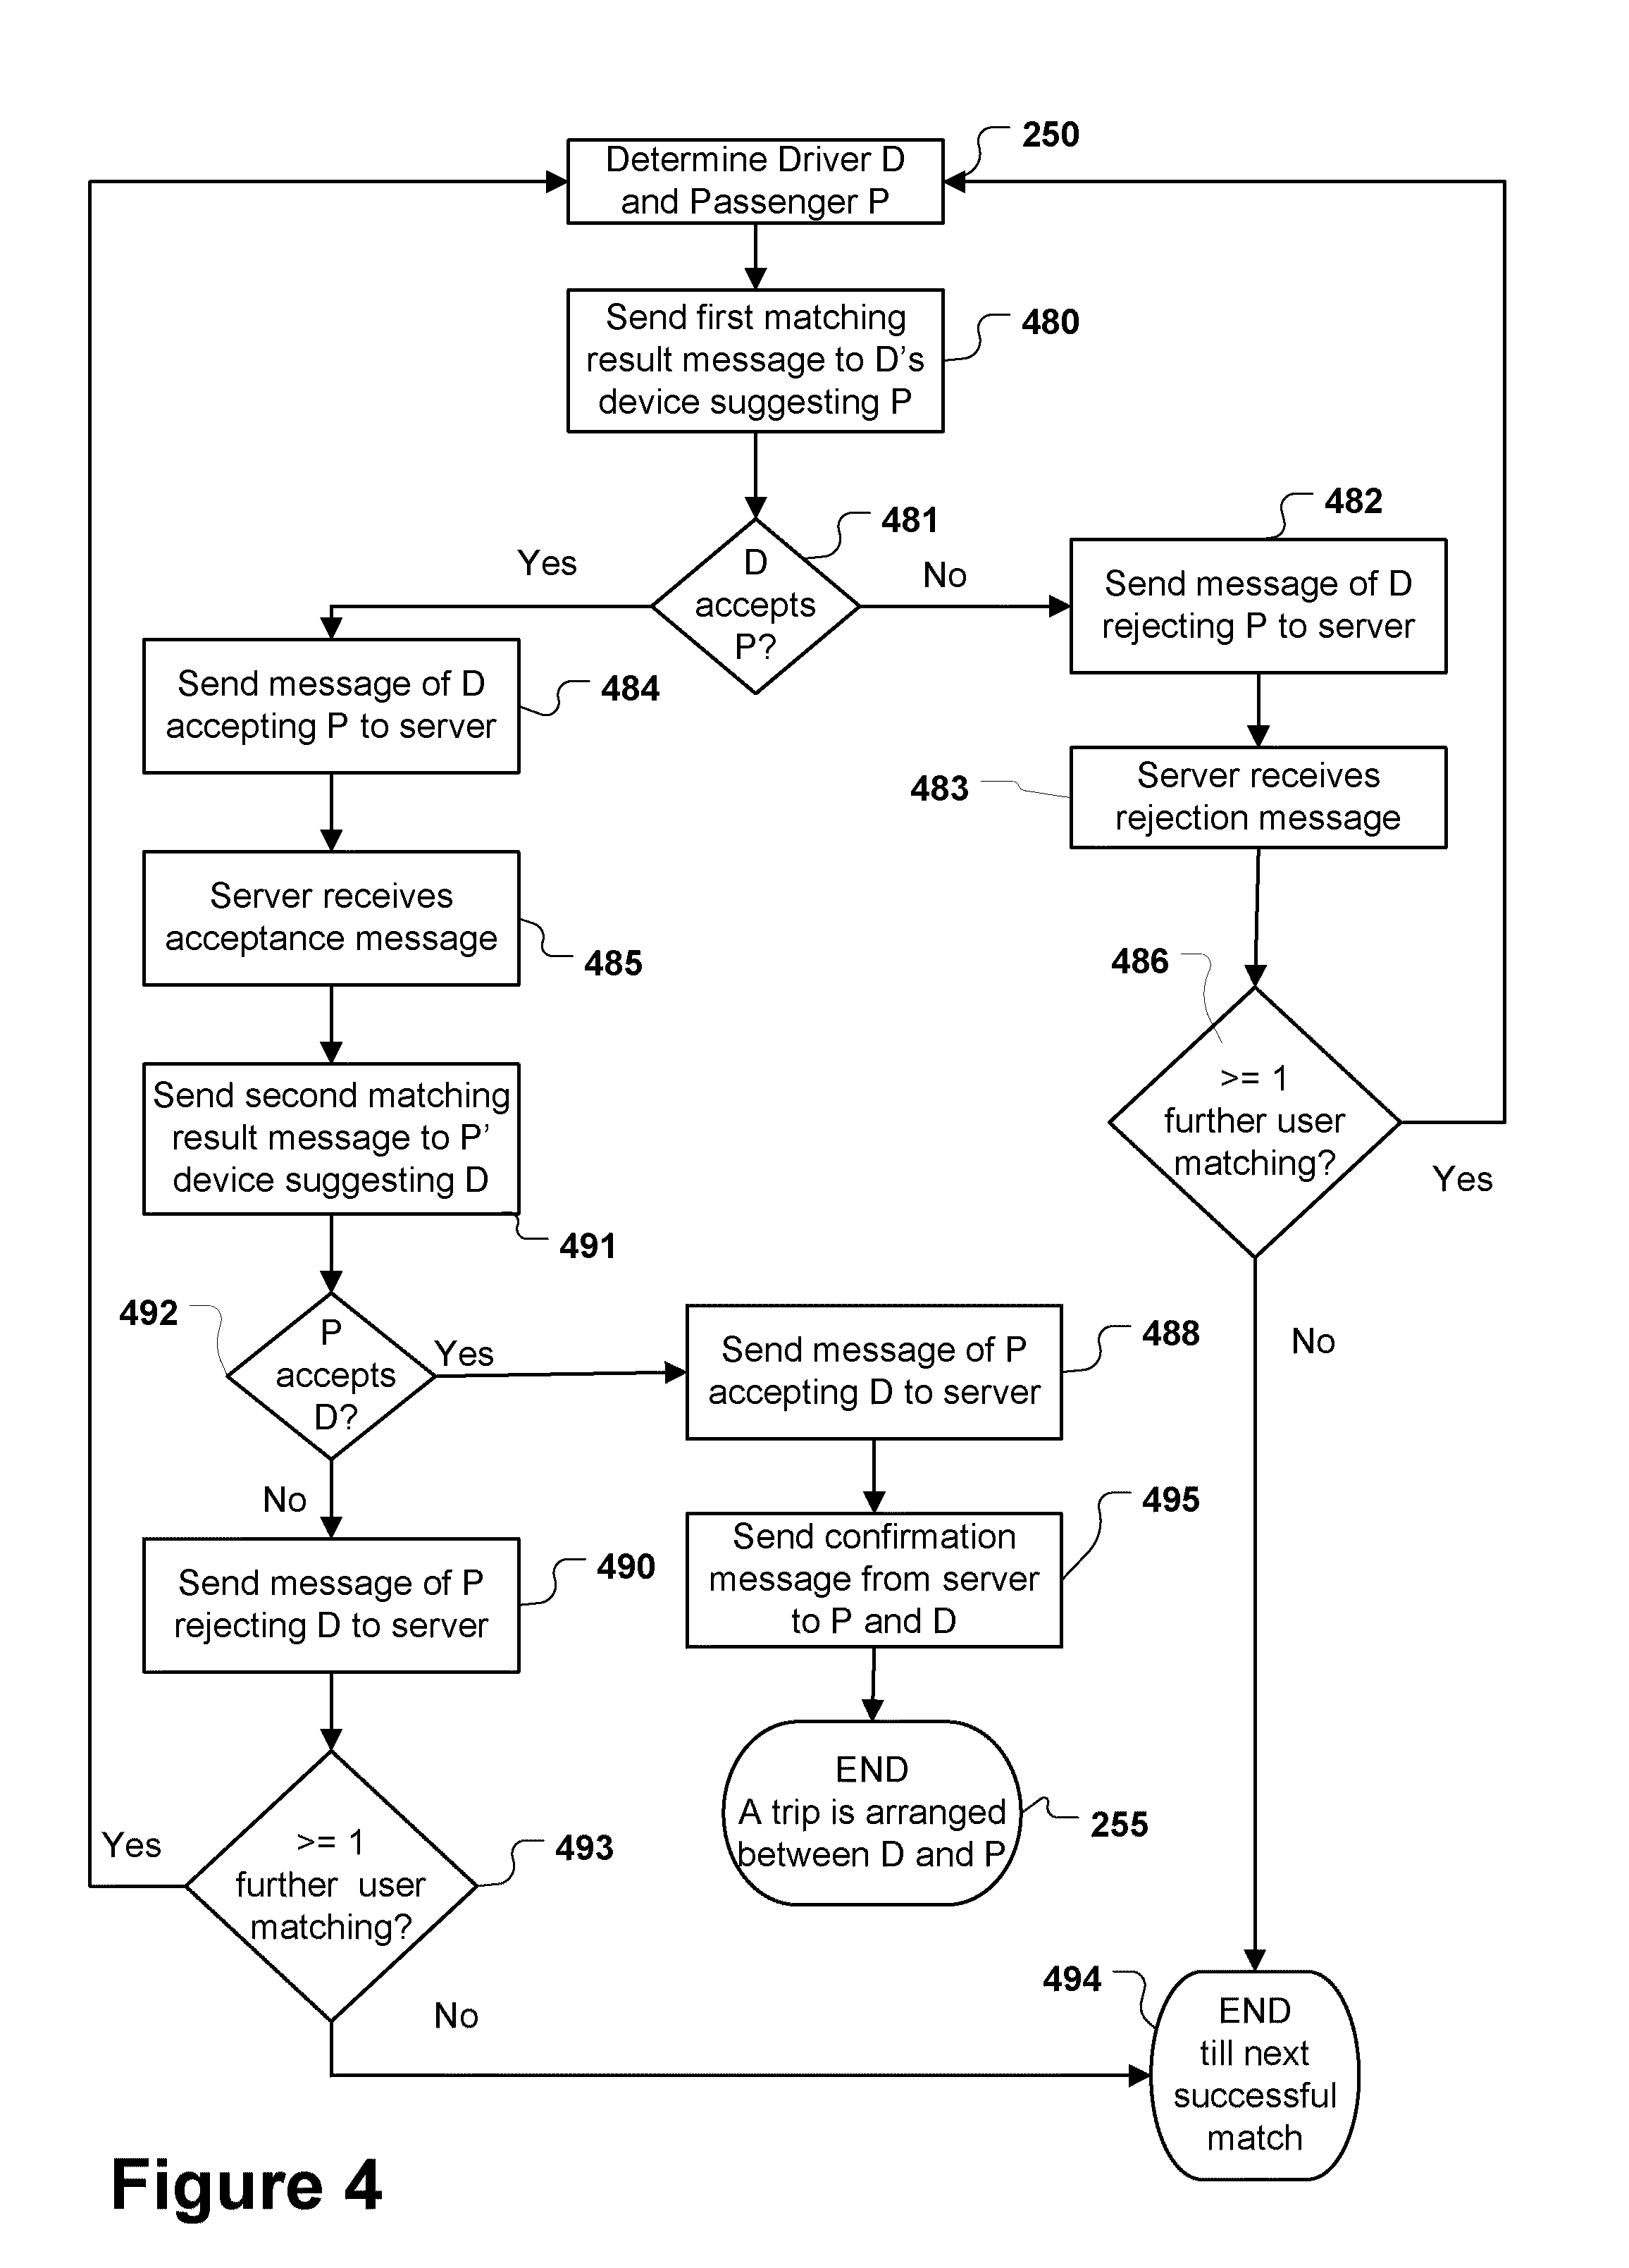 250
Determine Driver D
and Passenger P
Send first matching
result message to D's
device suggesting P
480
D
accepts
P?
481
Yes
No
482
Send message of D
rejecting P to server
Send message of D
accepting P to server
484
483
Server receives
rejection message
Server receives
acceptance message
485
486
>= 1
further user
matching?
Yes
No
Send second matching
result message to P'
device suggesting D
491
492
P
accepts
D?
Yes
No
Send message of P
accepting D to server
488
Send confirmation
message from server
to P and D
495
Send message of P
rejecting D to server
490
END
A trip is arranged
between D and P
255
Yes
>= 1
further user
matching?
493
No
494
END
till next
successful
match
Figure 4